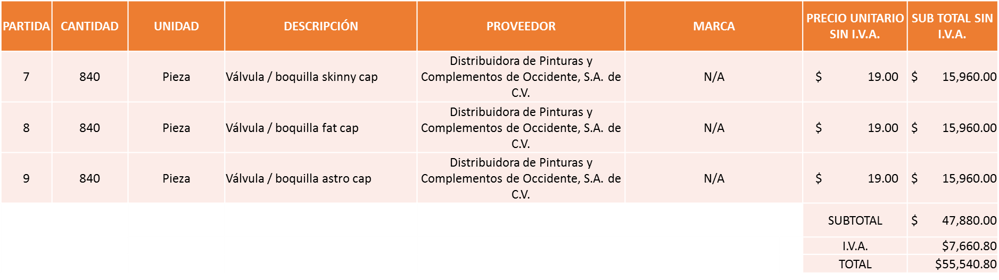 PARTIDA CANTIDAD UNIDAD DESCRIPCIÓN PROVEEDOR MARCA PRECIO UNITARIO SIN I.V.A. SUB TOTAL SIN I.V.A.
7 840 Pieza Válvula / boquilla skinny cap Distribuidora de Pinturas y Complementos de Occidente, S.A. de C.V. N/A $ 19.00 $ 15,960.00
8 840 Pieza Válvula / boquilla fat cap Distribuidora de Pinturas y Complementos de Occidente, S.A. de C.V. N/A $ 19.00 $ 15,960.00
9 840 Pieza Válvula / boquilla astro cap Distribuidora de Pinturas y Complementos de Occidente, S.A. de C.V. N/A $ 19.00 $ 15,960.00
SUBTOTAL $ 47,880.00
I.V.A. $7,660.80
TOTAL $55,540.80